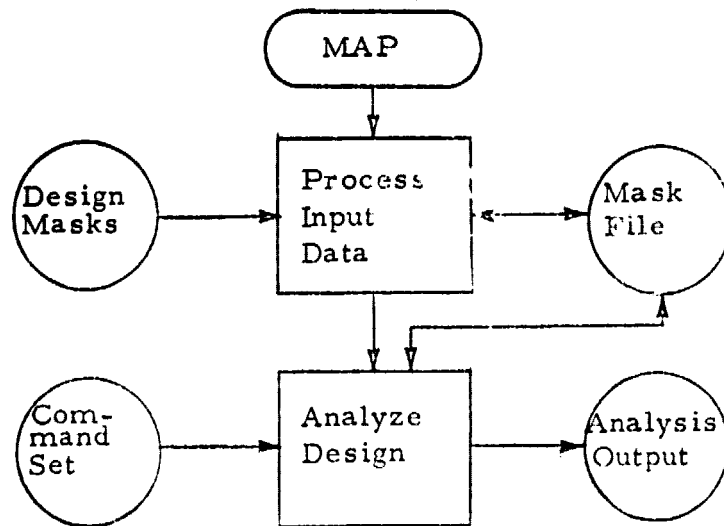 MAP
Design
Masks
Process
Input
Data
Mask
File
Com-
mand
Set
Analyze
Design
Analysis
Output